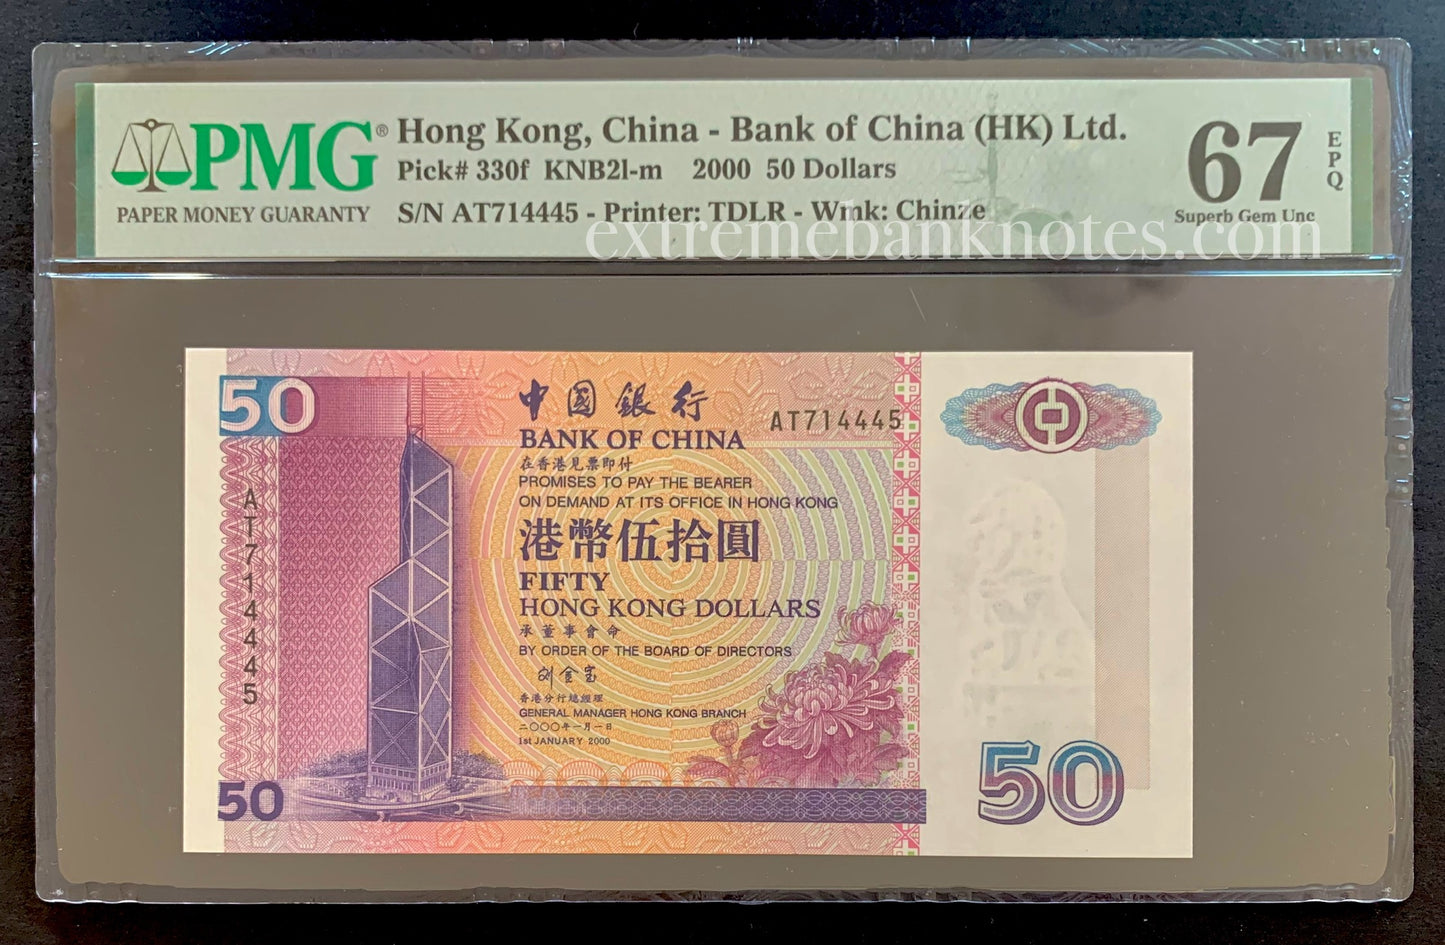 PMG®
PAPER MONEY GUARANTY
Hong Kong, China - Bank of China (HK) Ltd.
Pick# 330f KNB2l-m 2000 50 Dollars
S/N AT714445 - Printer: TDLR - Wmk: Chinze
67
EPQ
Superb Gem Unc
extremebanknotes.com
50
中國銀行
AT714445
BANK OF CHINA
在香港見票即付
PROMISES TO PAY THE BEARER
ON DEMAND AT ITS OFFICE IN HONG KONG
港幣伍拾圓
FIFTY
HONG KONG DOLLARS
承董事會命
BY ORDER OF THE BOARD OF DIRECTORS
AT714445
香港分行總經理
GENERAL MANAGER HONG KONG BRANCH
二〇〇〇年一月一日
1st JANUARY 2000
50
50